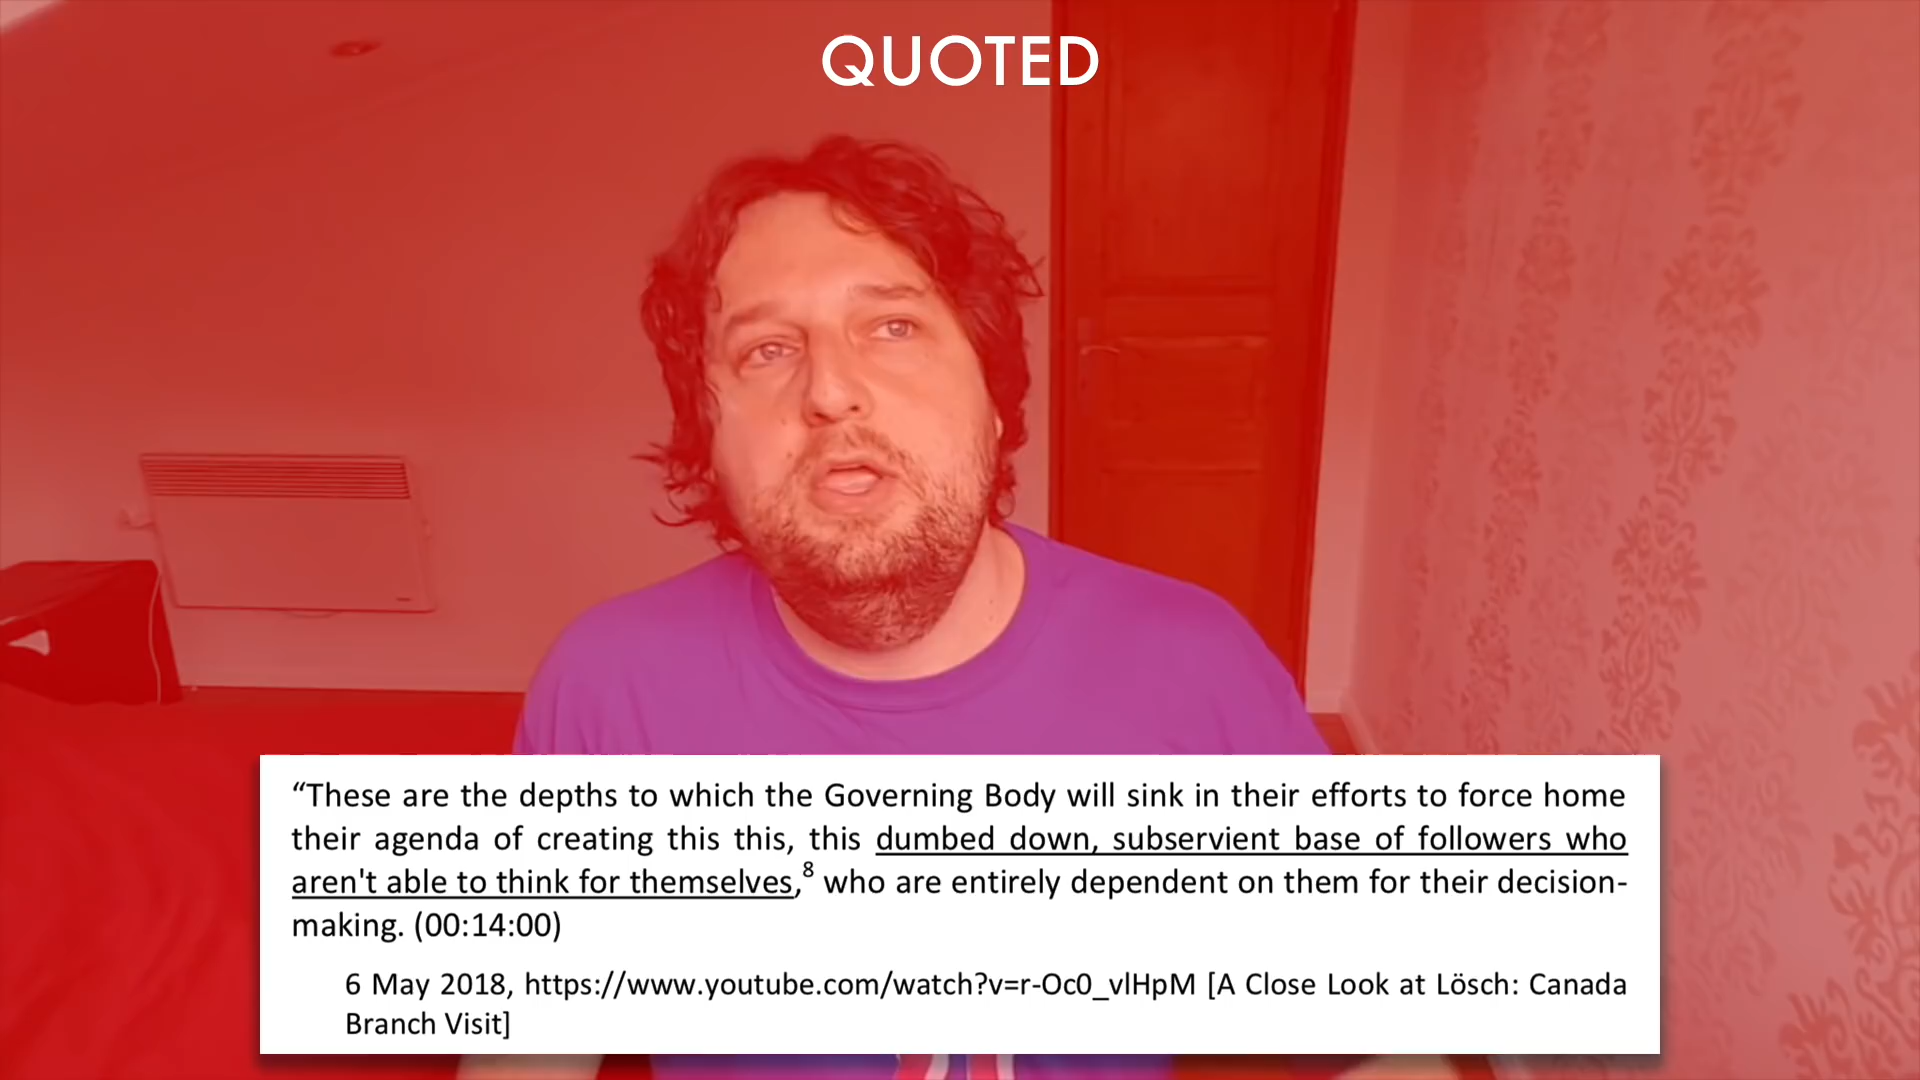 QUOTED
“These are the depths to which the Governing Body will sink in their efforts to force home
their agenda of creating this this, this dumbed down, subservient base of followers who
aren't able to think for themselves,⁸ who are entirely dependent on them for their decision-
making. (00:14:00)
6 May 2018, https://www.youtube.com/watch?v=r-Oc0_vlHpM [A Close Look at Lösch: Canada
Branch Visit]